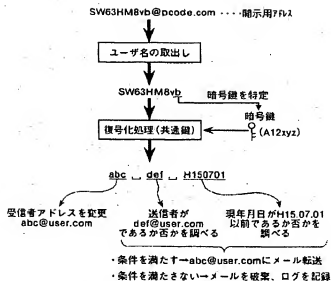 SW63HM8vb@pcode.com ‥‥開示用ｱﾄﾞﾚｽ
ユーザ名の取出し
SW63HM8vb
暗号鍵を特定
暗号鍵
(A12xyz)
復号化処理(共通鍵)
abc ␣ def ␣ H150701
受信者アドレスを変更
abc@user.com
送信者が
def@user.com
であるか否かを調べる
現年月日がH15.07.01
以前であるか否かを
調べる
・条件を満たす→abc@user.comにメール転送
・条件を満たさない→メールを破棄、ログを記録